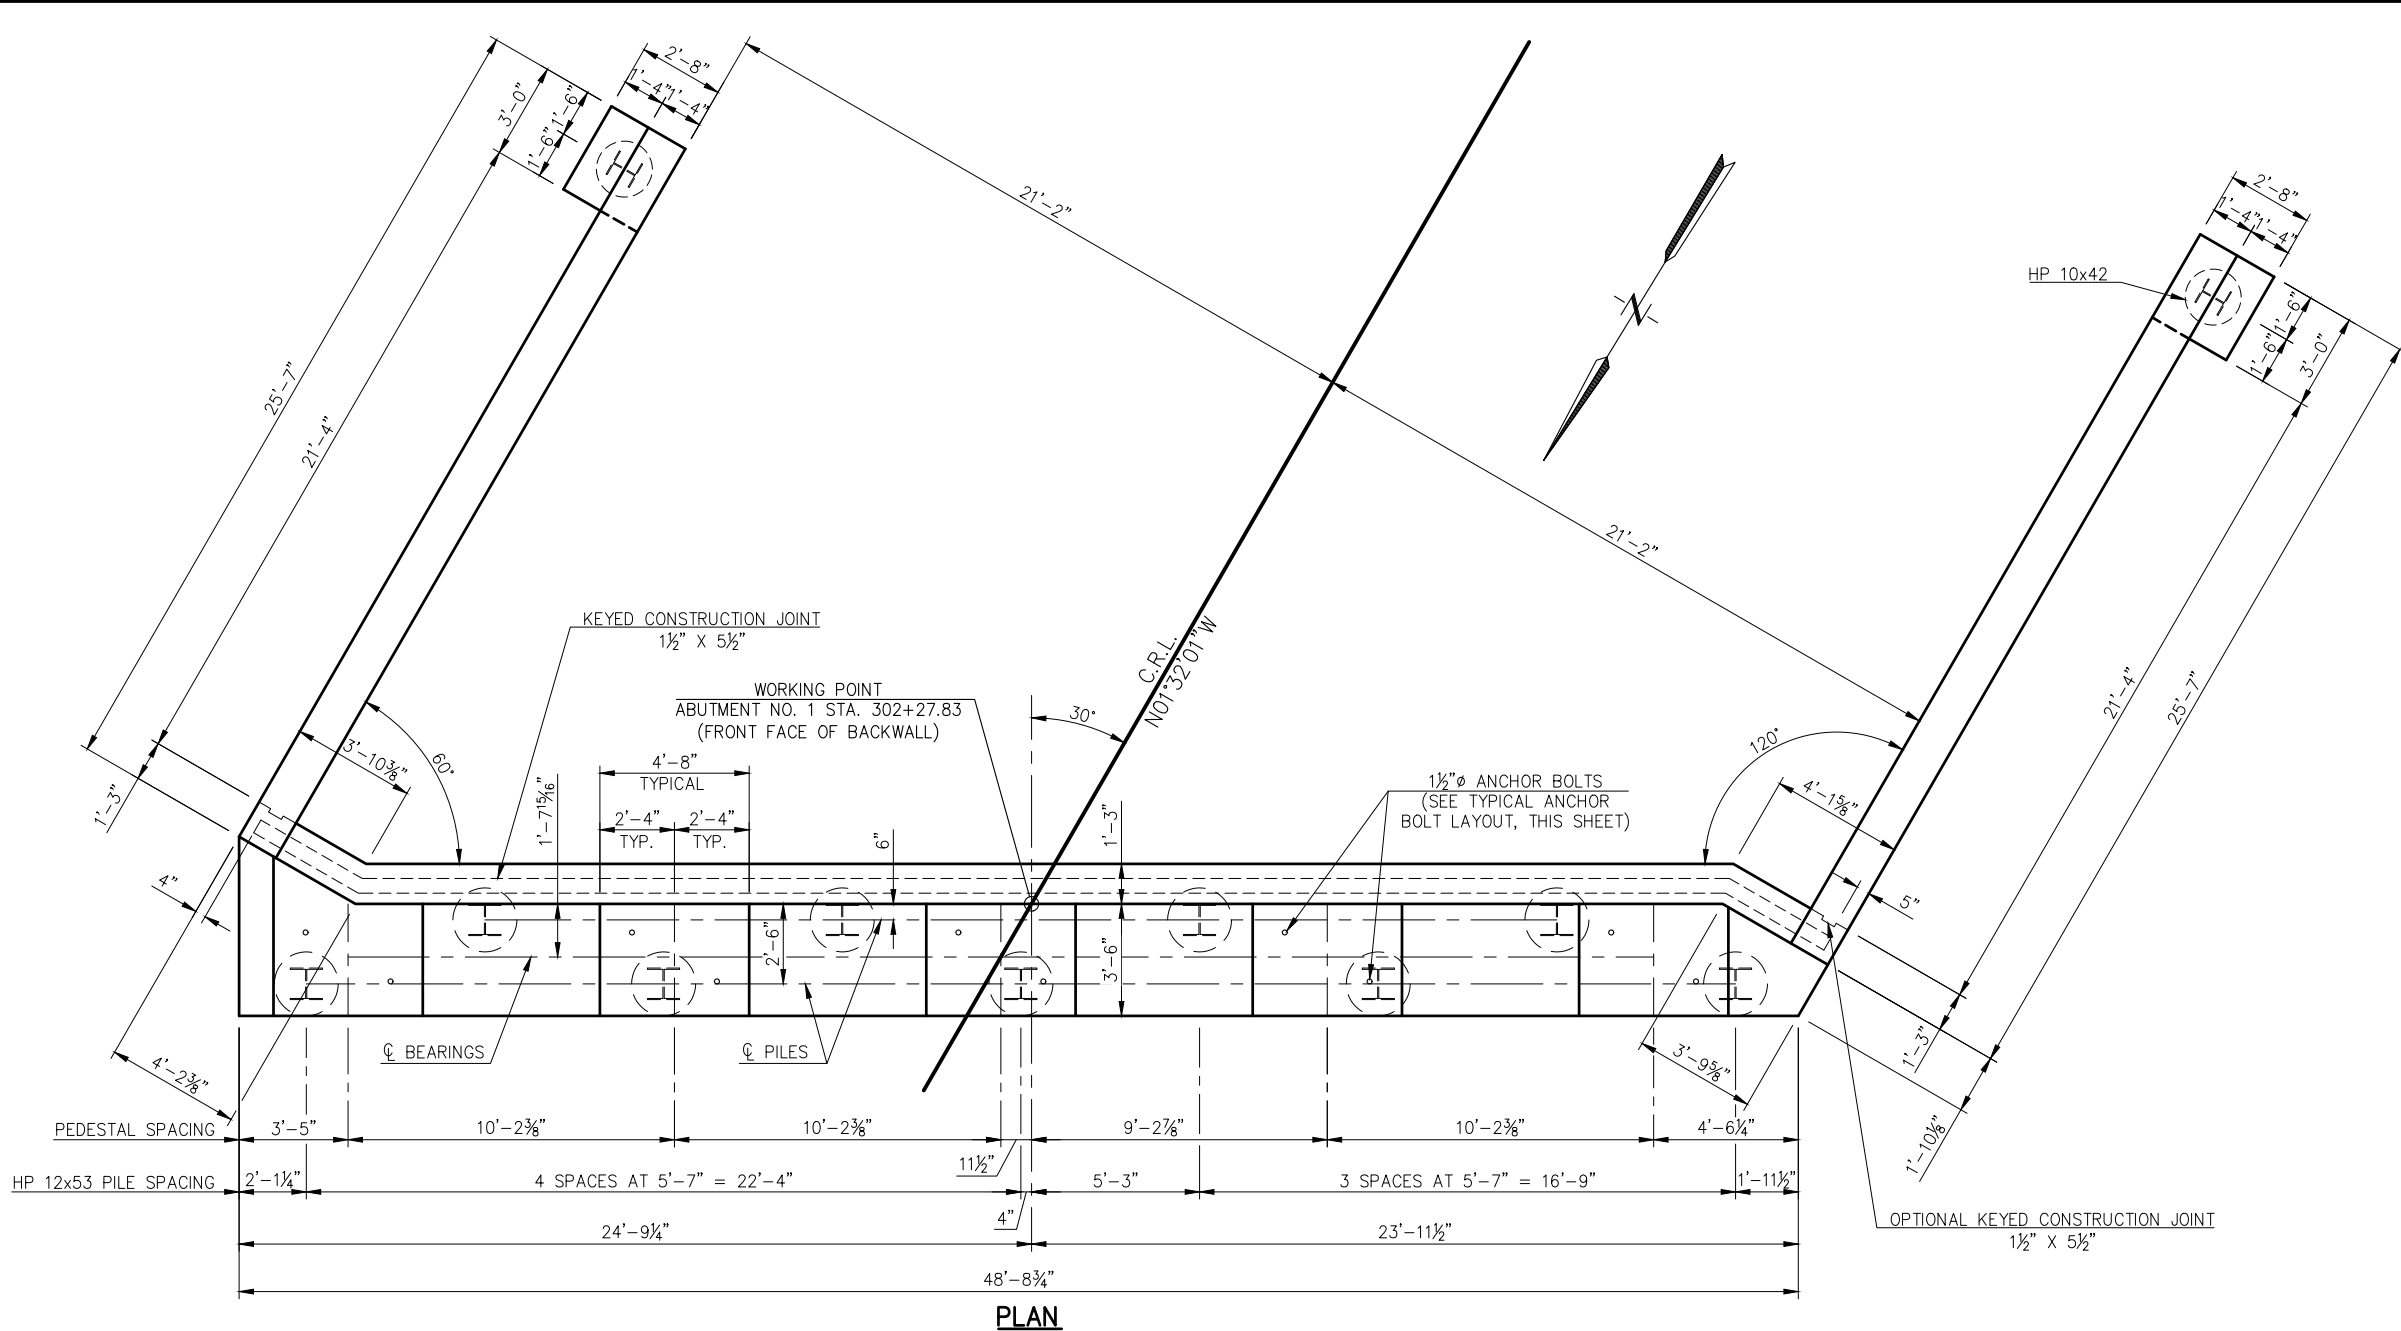 2'-8"
1'-4"
1'-4"
3'-0"
1'-6"
1'-6"
21'-2"
2'-8"
1'-4"
1'-4"
HP 10x42
1'-6"
1'-6"
3'-0"
25'-7"
21'-4"
N
21'-2"
KEYED CONSTRUCTION JOINT
1½" X 5½"
C.R.L.
N01°32'01"W
WORKING POINT
ABUTMENT NO. 1 STA. 302+27.83
(FRONT FACE OF BACKWALL)
30°
21'-4"
25'-7"
3'-10⅜"
60°
120°
4'-8"
TYPICAL
1'-7 15/16"
2'-4"
TYP.
2'-4"
TYP.
6"
1'-3"
1½"ø ANCHOR BOLTS
(SEE TYPICAL ANCHOR
BOLT LAYOUT, THIS SHEET)
4'-1⅝"
1'-3"
4"
5"
2'-6"
3'-6"
℄ BEARINGS
℄ PILES
4'-2⅜"
3'-9⅝"
1'-3"
1'-10⅛"
PEDESTAL SPACING
3'-5"
10'-2⅜"
10'-2⅜"
11½"
9'-2⅞"
10'-2⅜"
4'-6¼"
HP 12x53 PILE SPACING
2'-1¼"
4 SPACES AT 5'-7" = 22'-4"
4"
5'-3"
3 SPACES AT 5'-7" = 16'-9"
1'-11½"
OPTIONAL KEYED CONSTRUCTION JOINT
1½" X 5½"
24'-9¼"
23'-11½"
48'-8¾"
PLAN